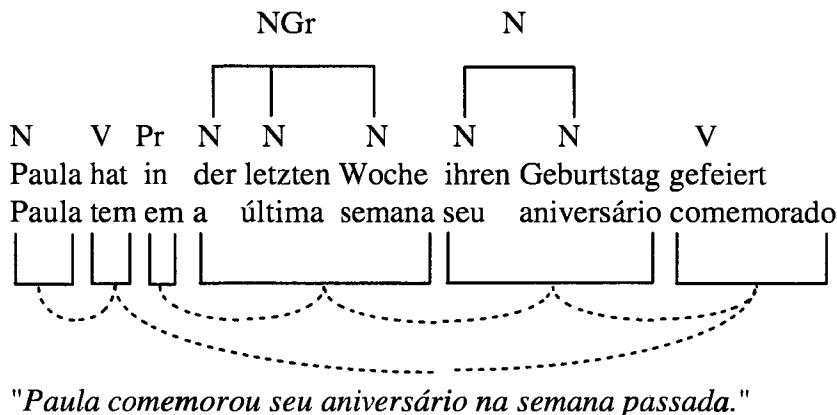 NGr N
N V Pr N N N N N V
Paula hat in der letzten Woche ihren Geburtstag gefeiert
Paula tem em a última semana seu aniversário comemorado
"Paula comemorou seu aniversário na semana passada."